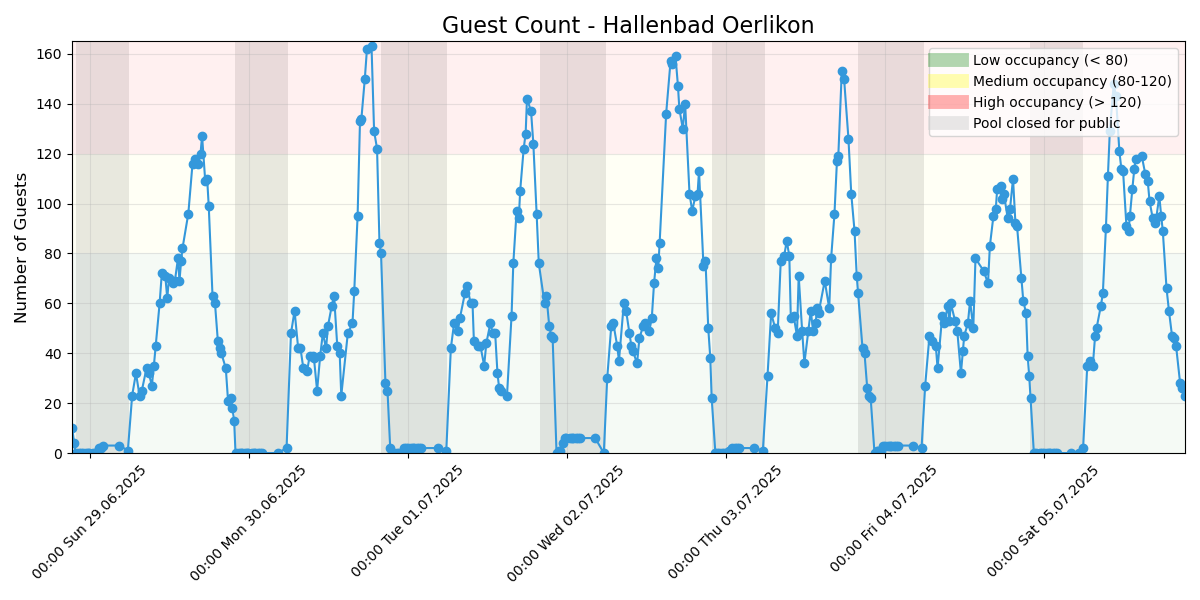 Guest Count - Hallenbad Oerlikon
Number of Guests
160
140
120
100
80
60
40
20
0
Low occupancy (< 80)
Medium occupancy (80-120)
High occupancy (> 120)
Pool closed for public
00:00 Sun 29.06.2025
00:00 Mon 30.06.2025
00:00 Tue 01.07.2025
00:00 Wed 02.07.2025
00:00 Thu 03.07.2025
00:00 Fri 04.07.2025
00:00 Sat 05.07.2025